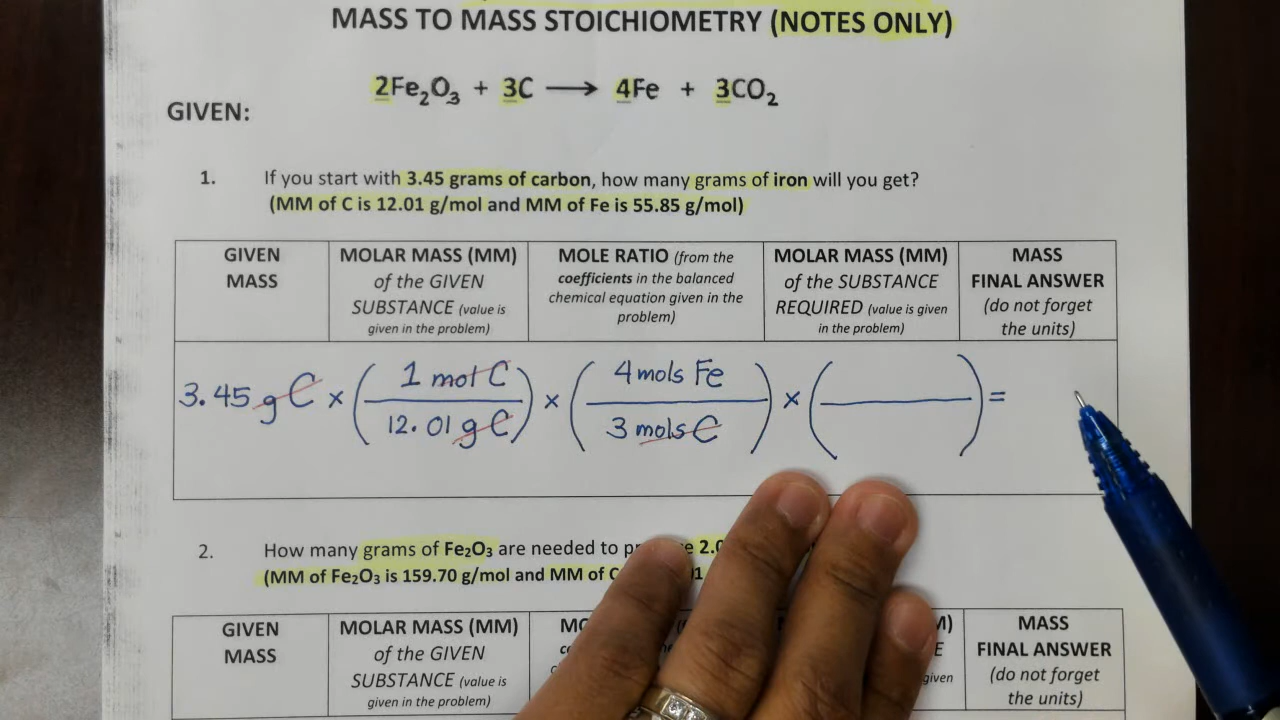 MASS TO MASS STOICHIOMETRY (NOTES ONLY)
2Fe₂O₃ + 3C ⟶ 4Fe + 3CO₂
GIVEN:
1. If you start with 3.45 grams of carbon, how many grams of iron will you get?
(MM of C is 12.01 g/mol and MM of Fe is 55.85 g/mol)
GIVEN
MASS
MOLAR MASS (MM)
of the GIVEN
SUBSTANCE (value is
given in the problem)
MOLE RATIO (from the
coefficients in the balanced
chemical equation given in the
problem)
MOLAR MASS (MM)
of the SUBSTANCE
REQUIRED (value is given
in the problem)
MASS
FINAL ANSWER
(do not forget
the units)
3.45 g C × ( 1 mol C / 12.01 g C ) × ( 4 mols Fe / 3 mols C ) × ( ) =
2. How many grams of Fe₂O₃ are needed to
(MM of Fe₂O₃ is 159.70 g/mol and MM of
GIVEN
MASS
MOLAR MASS (MM)
of the GIVEN
SUBSTANCE (value is
given in the problem)
given
MASS
FINAL ANSWER
(do not forget
the units)